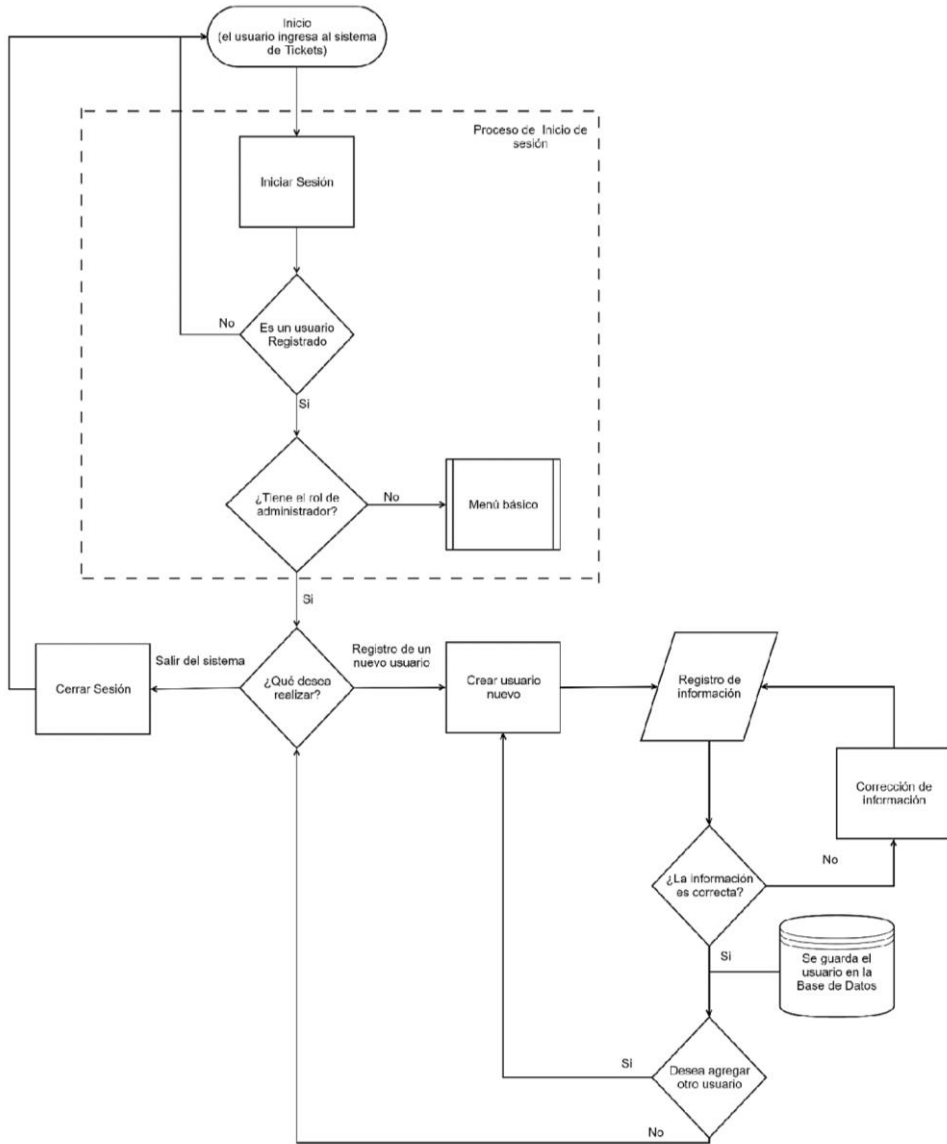 Inicio
(el usuario ingresa al sistema
de Tickets)
Proceso de Inicio de
sesión
Iniciar Sesión
No
Es un usuario
Registrado
Si
¿Tiene el rol de
administrador?
No
Menú básico
Si
Salir del sistema
Registro de un
nuevo usuario
Cerrar Sesión
¿Qué desea
realizar?
Crear usuario
nuevo
Registro de
información
Corrección de
información
No
¿La información
es correcta?
Si
Se guarda el
usuario en la
Base de Datos
Si
Desea agregar
otro usuario
No